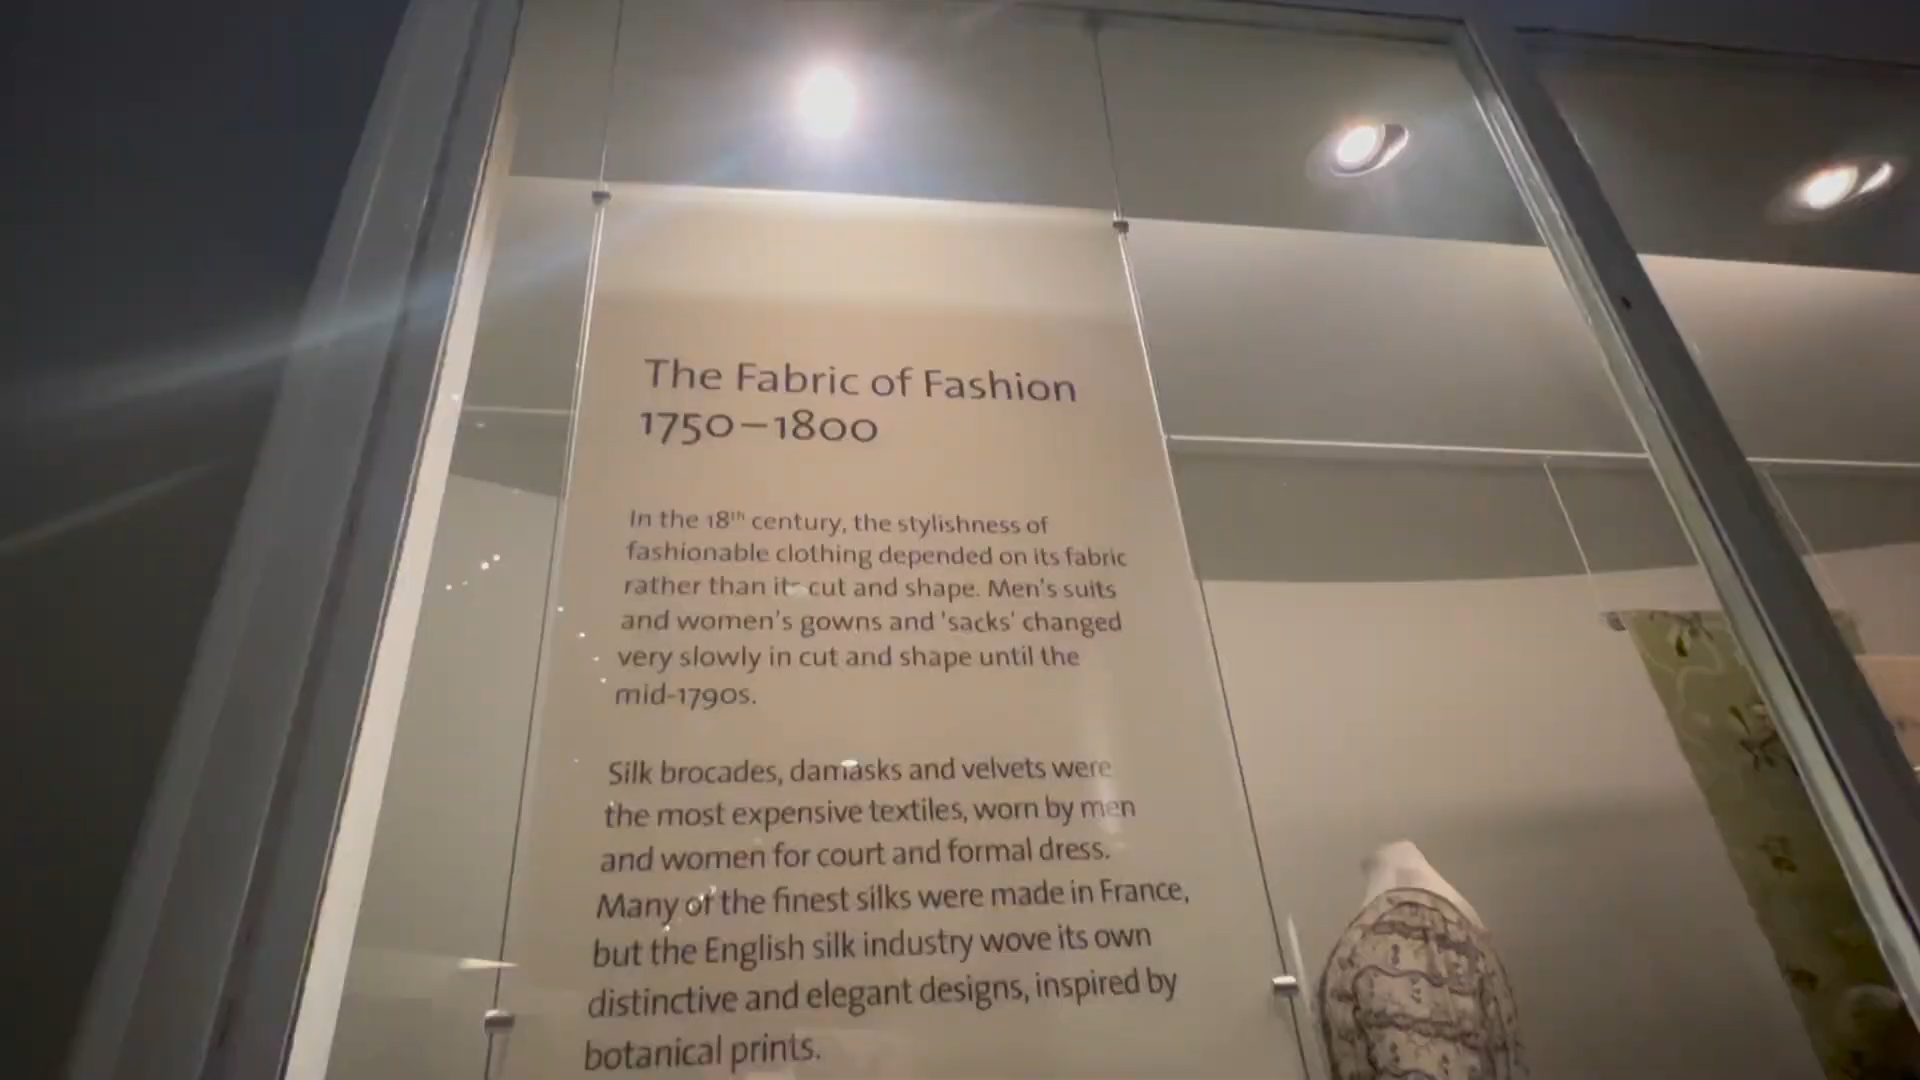 The Fabric of Fashion
1750–1800
In the 18th century, the stylishness of
fashionable clothing depended on its fabric
rather than its cut and shape. Men's suits
and women's gowns and 'sacks' changed
very slowly in cut and shape until the
mid-1790s.
Silk brocades, damasks and velvets were
the most expensive textiles, worn by men
and women for court and formal dress.
Many of the finest silks were made in France,
but the English silk industry wove its own
distinctive and elegant designs, inspired by
botanical prints.